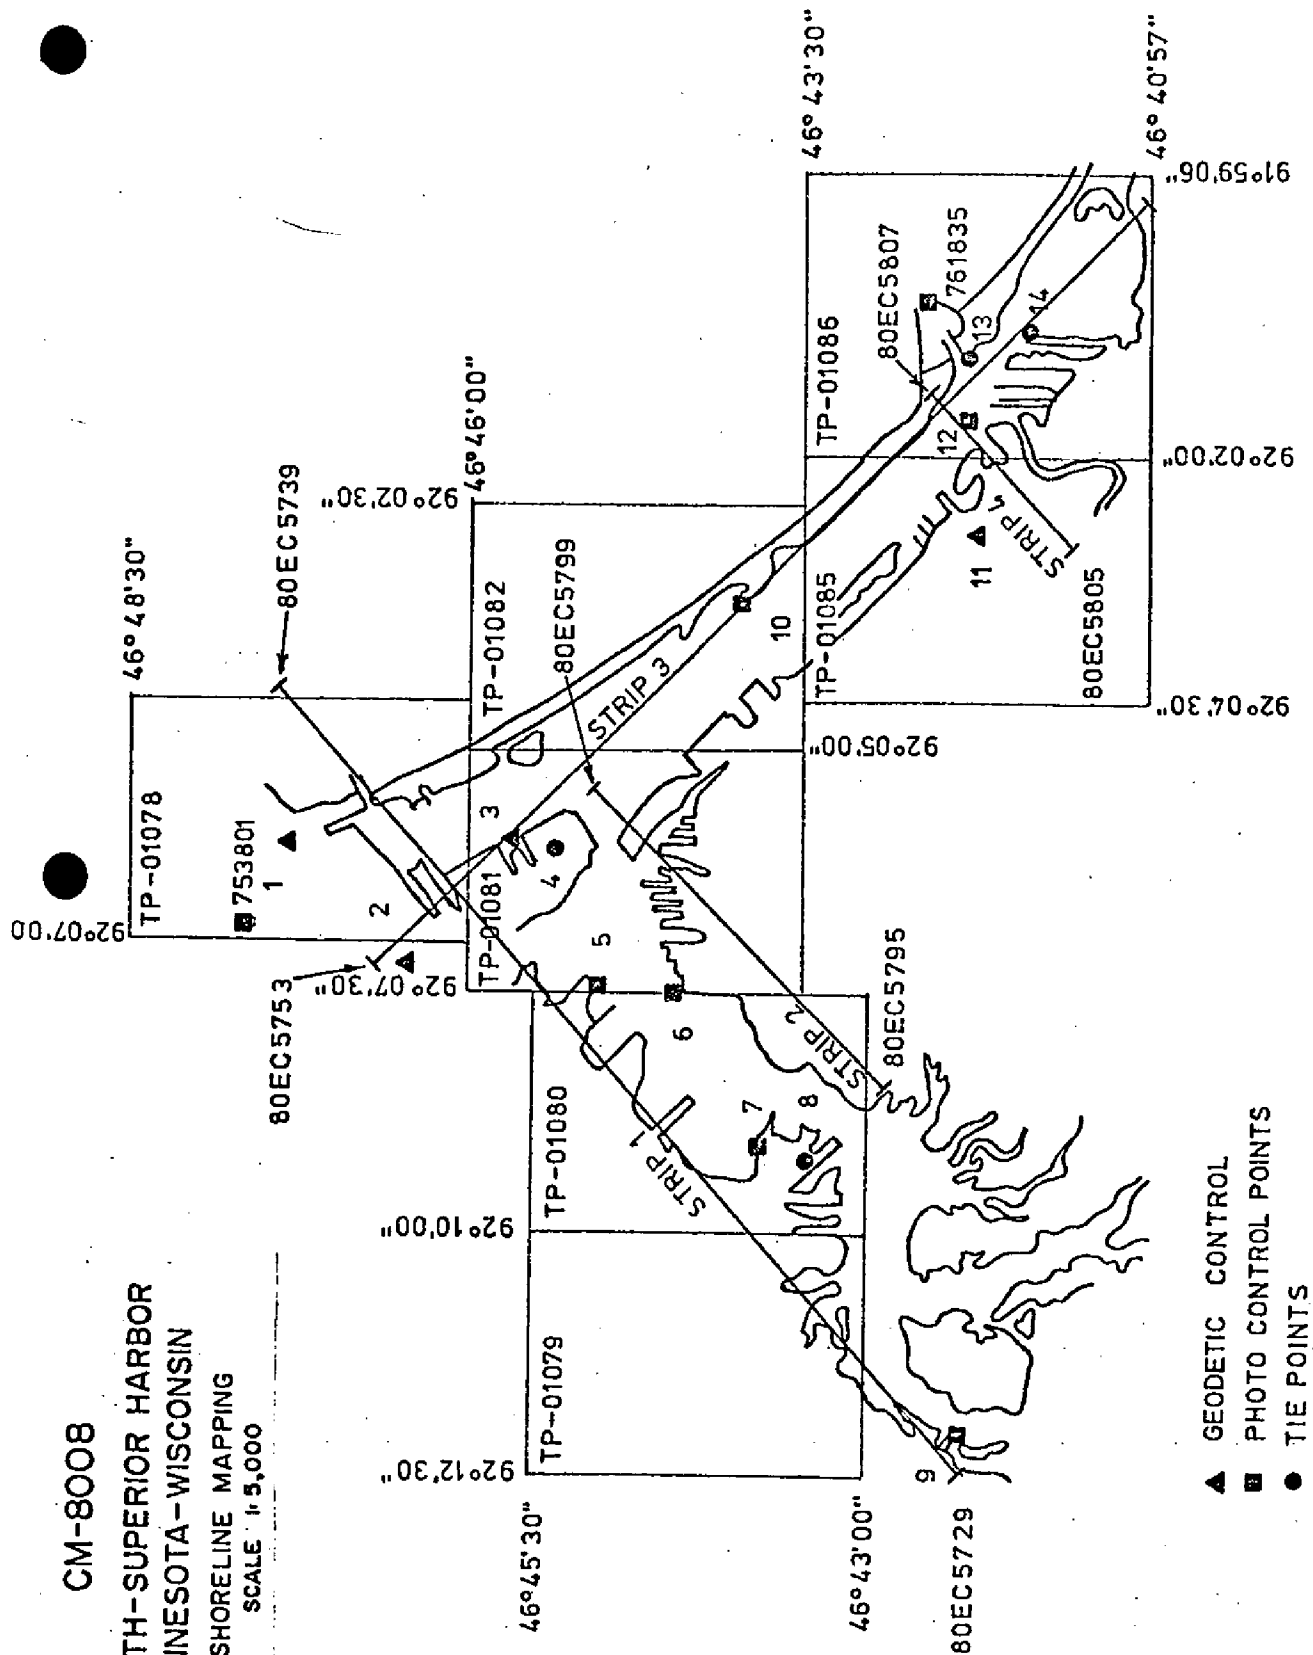 CM-8008
TH-SUPERIOR HARBOR
INESOTA-WISCONSIN
SHORELINE MAPPING
SCALE 1:5,000
92°07'00
TP-01078
46°48'30"
753801
1
2
80EC5739
80EC5753
92°07'30"
TP-01081
3
4
5
6
TP-01082
92°02'30"
46°46'00"
80EC5799
STRIP 3
10
92°05'00"
46°45'30"
92°12'30"
TP-01079
92°10'00"
TP-01080
STRIP 1
7
8
STRIP 2
80EC5795
46°43'00"
9
80EC5729
TP-01085
11
STRIP 4
80EC5805
92°04'30"
TP-01086
46°43'30"
80EC5807
761835
12
13
14
92°02'00"
91°59'06"
46°40'57"
GEODETIC CONTROL
PHOTO CONTROL POINTS
TIE POINTS